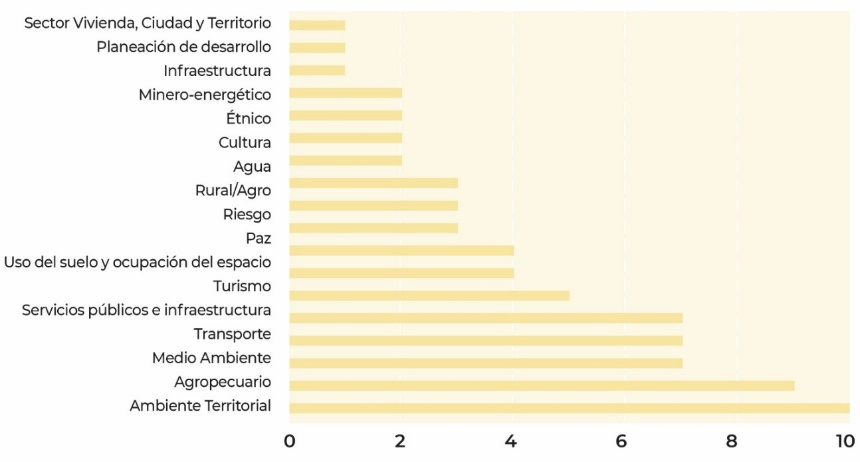 Sector Vivienda, Ciudad y Territorio
Planeación de desarrollo
Infraestructura
Minero-energético
Étnico
Cultura
Agua
Rural/Agro
Riesgo
Paz
Uso del suelo y ocupación del espacio
Turismo
Servicios públicos e infraestructura
Transporte
Medio Ambiente
Agropecuario
Ambiente Territorial
0 2 4 6 8 10